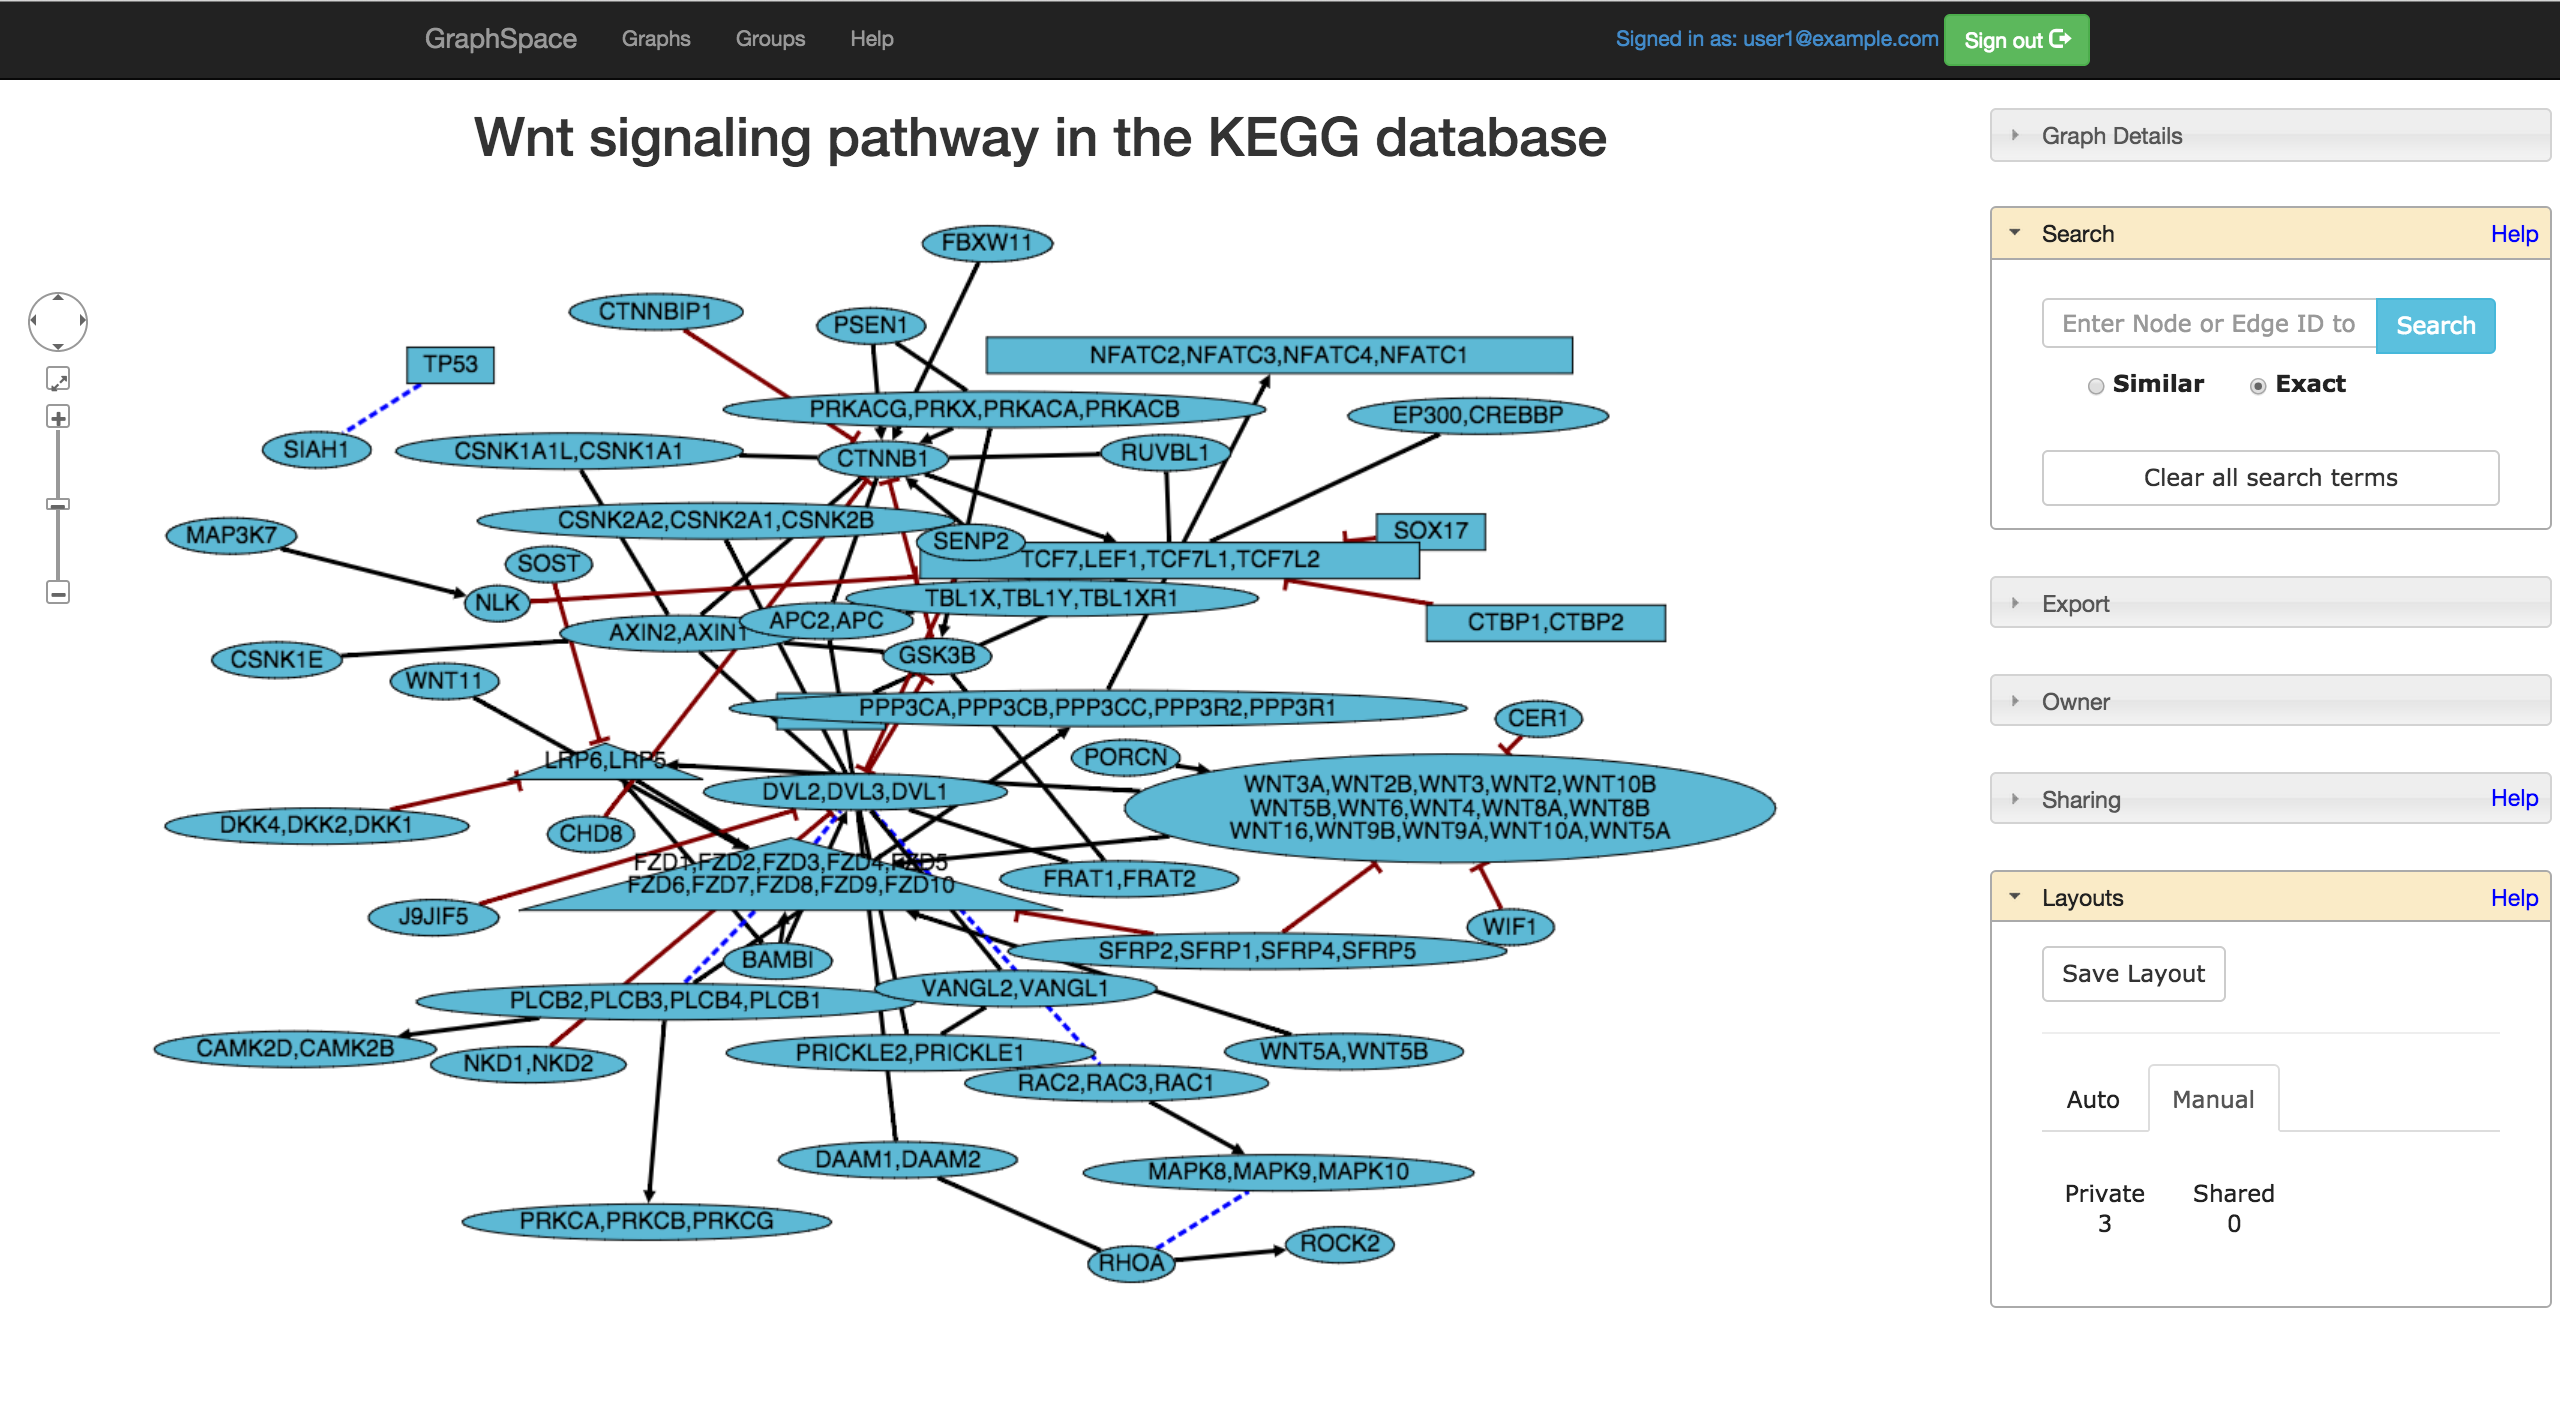 GraphSpace Graphs Groups Help Signed in as: user1@example.com Sign out
Wnt signaling pathway in the KEGG database
FBXW11
CTNNBIP1
PSEN1
NFATC2,NFATC3,NFATC4,NFATC1
TP53
PRKACG,PRKX,PRKACA,PRKACB
EP300,CREBBP
SIAH1
CSNK1A1L,CSNK1A1
CTNNB1
RUVBL1
CSNK2A2,CSNK2A1,CSNK2B
MAP3K7
SENP2
SOX17
TCF7,LEF1,TCF7L1,TCF7L2
SOST
NLK
TBL1X,TBL1Y,TBL1XR1
APC2,APC
CTBP1,CTBP2
AXIN2,AXIN1
CSNK1E
GSK3B
WNT11
PPP3CA,PPP3CB,PPP3CC,PPP3R2,PPP3R1
CER1
LRP6,LRP5
PORCN
DVL2,DVL3,DVL1
WNT3A,WNT2B,WNT3,WNT2,WNT10B
WNT5B,WNT6,WNT4,WNT8A,WNT8B
WNT16,WNT9B,WNT9A,WNT10A,WNT5A
DKK4,DKK2,DKK1
CHD8
FZD1,FZD2,FZD3,FZD4,FZD5
FZD6,FZD7,FZD8,FZD9,FZD10
FRAT1,FRAT2
J9JIF5
WIF1
SFRP2,SFRP1,SFRP4,SFRP5
BAMBI
VANGL2,VANGL1
PLCB2,PLCB3,PLCB4,PLCB1
CAMK2D,CAMK2B
NKD1,NKD2
PRICKLE2,PRICKLE1
WNT5A,WNT5B
RAC2,RAC3,RAC1
DAAM1,DAAM2
MAPK8,MAPK9,MAPK10
PRKCA,PRKCB,PRKCG
ROCK2
RHOA
Graph Details
Search Help
Enter Node or Edge ID to Search
Similar Exact
Clear all search terms
Export
Owner
Sharing Help
Layouts Help
Save Layout
Auto Manual
Private Shared
3 0